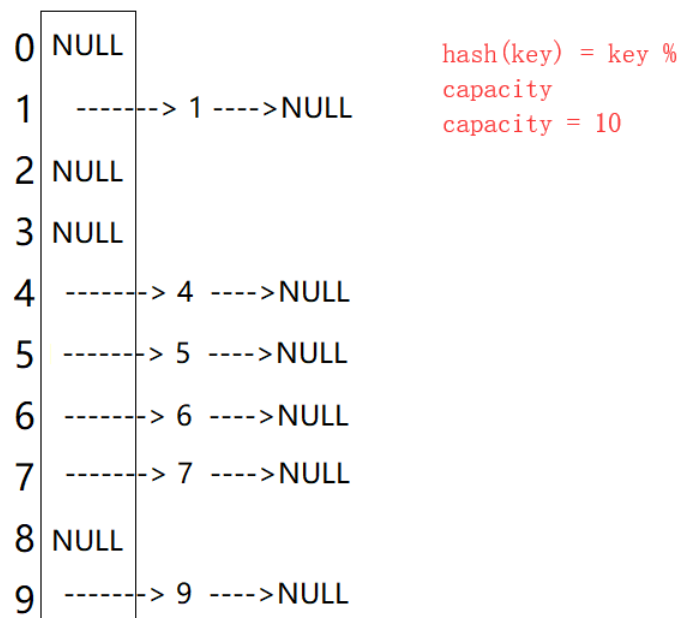 0 NULL
hash(key) = key %
capacity
capacity = 10
1 -------> 1 ---->NULL
2 NULL
3 NULL
4 -------> 4 ---->NULL
5 -------> 5 ---->NULL
6 -------> 6 ---->NULL
7 -------> 7 ---->NULL
8 NULL
9 -------> 9 ---->NULL